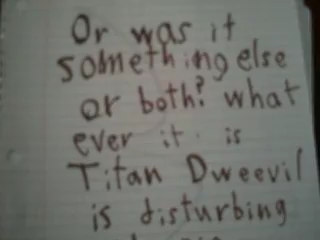 Or was it
something else
or both? what
ever it is
Titan Dweevil
is disturbing